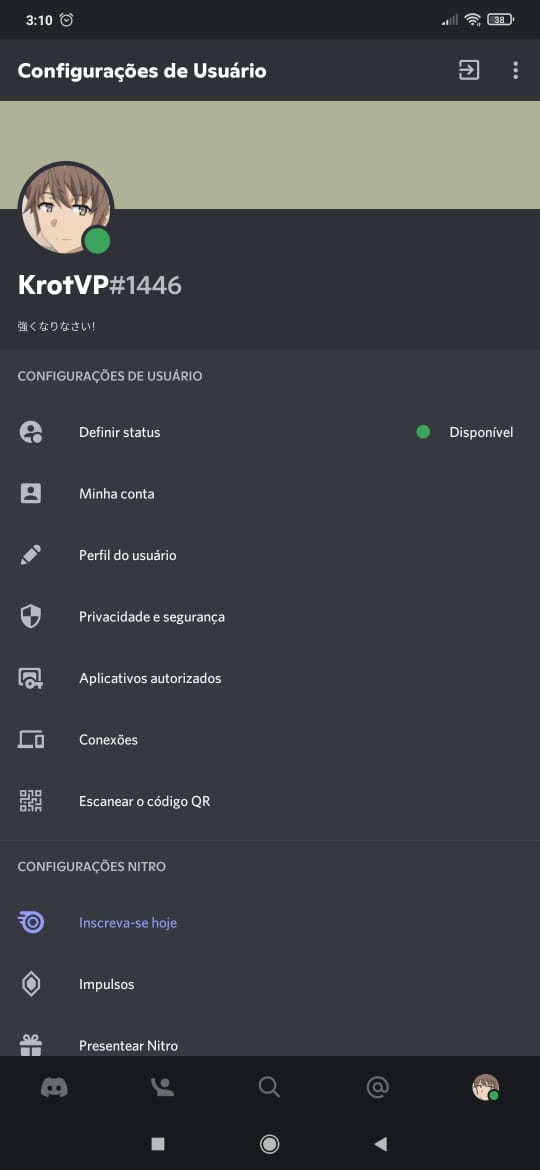 3:10
38
Configurações de Usuário
KrotVP#1446
強くなりなさい!
CONFIGURAÇÕES DE USUÁRIO
Definir status
Disponível
Minha conta
Perfil do usuário
Privacidade e segurança
Aplicativos autorizados
Conexões
Escanear o código QR
CONFIGURAÇÕES NITRO
Inscreva-se hoje
Impulsos
Presentear Nitro